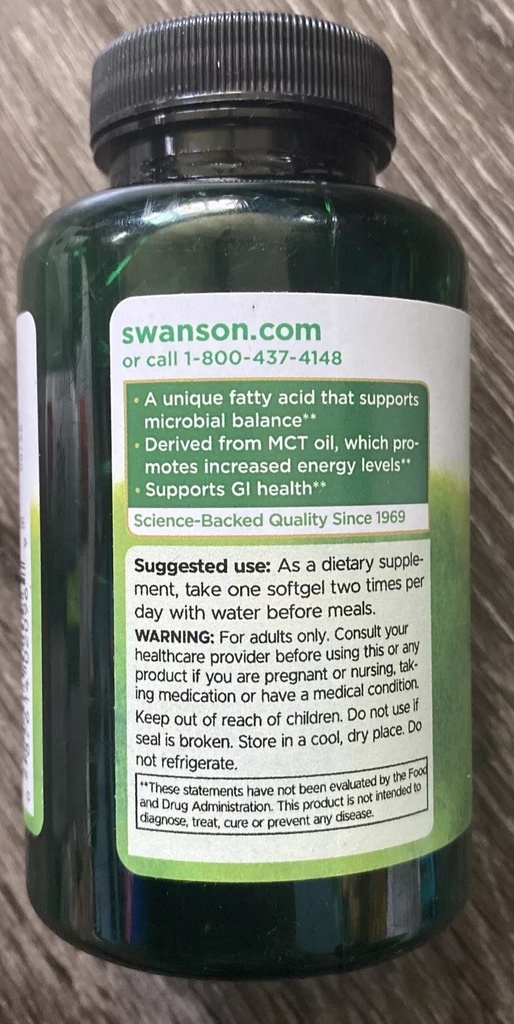 swanson.com
or call 1-800-437-4148
• A unique fatty acid that supports
microbial balance**
• Derived from MCT oil, which pro-
motes increased energy levels**
• Supports GI health**
Science-Backed Quality Since 1969
Suggested use: As a dietary supple-
ment, take one softgel two times per
day with water before meals.
WARNING: For adults only. Consult your
healthcare provider before using this or any
product if you are pregnant or nursing, tak-
ing medication or have a medical condition.
Keep out of reach of children. Do not use if
seal is broken. Store in a cool, dry place. Do
not refrigerate.
**These statements have not been evaluated by the Food
and Drug Administration. This product is not intended to
diagnose, treat, cure or prevent any disease.